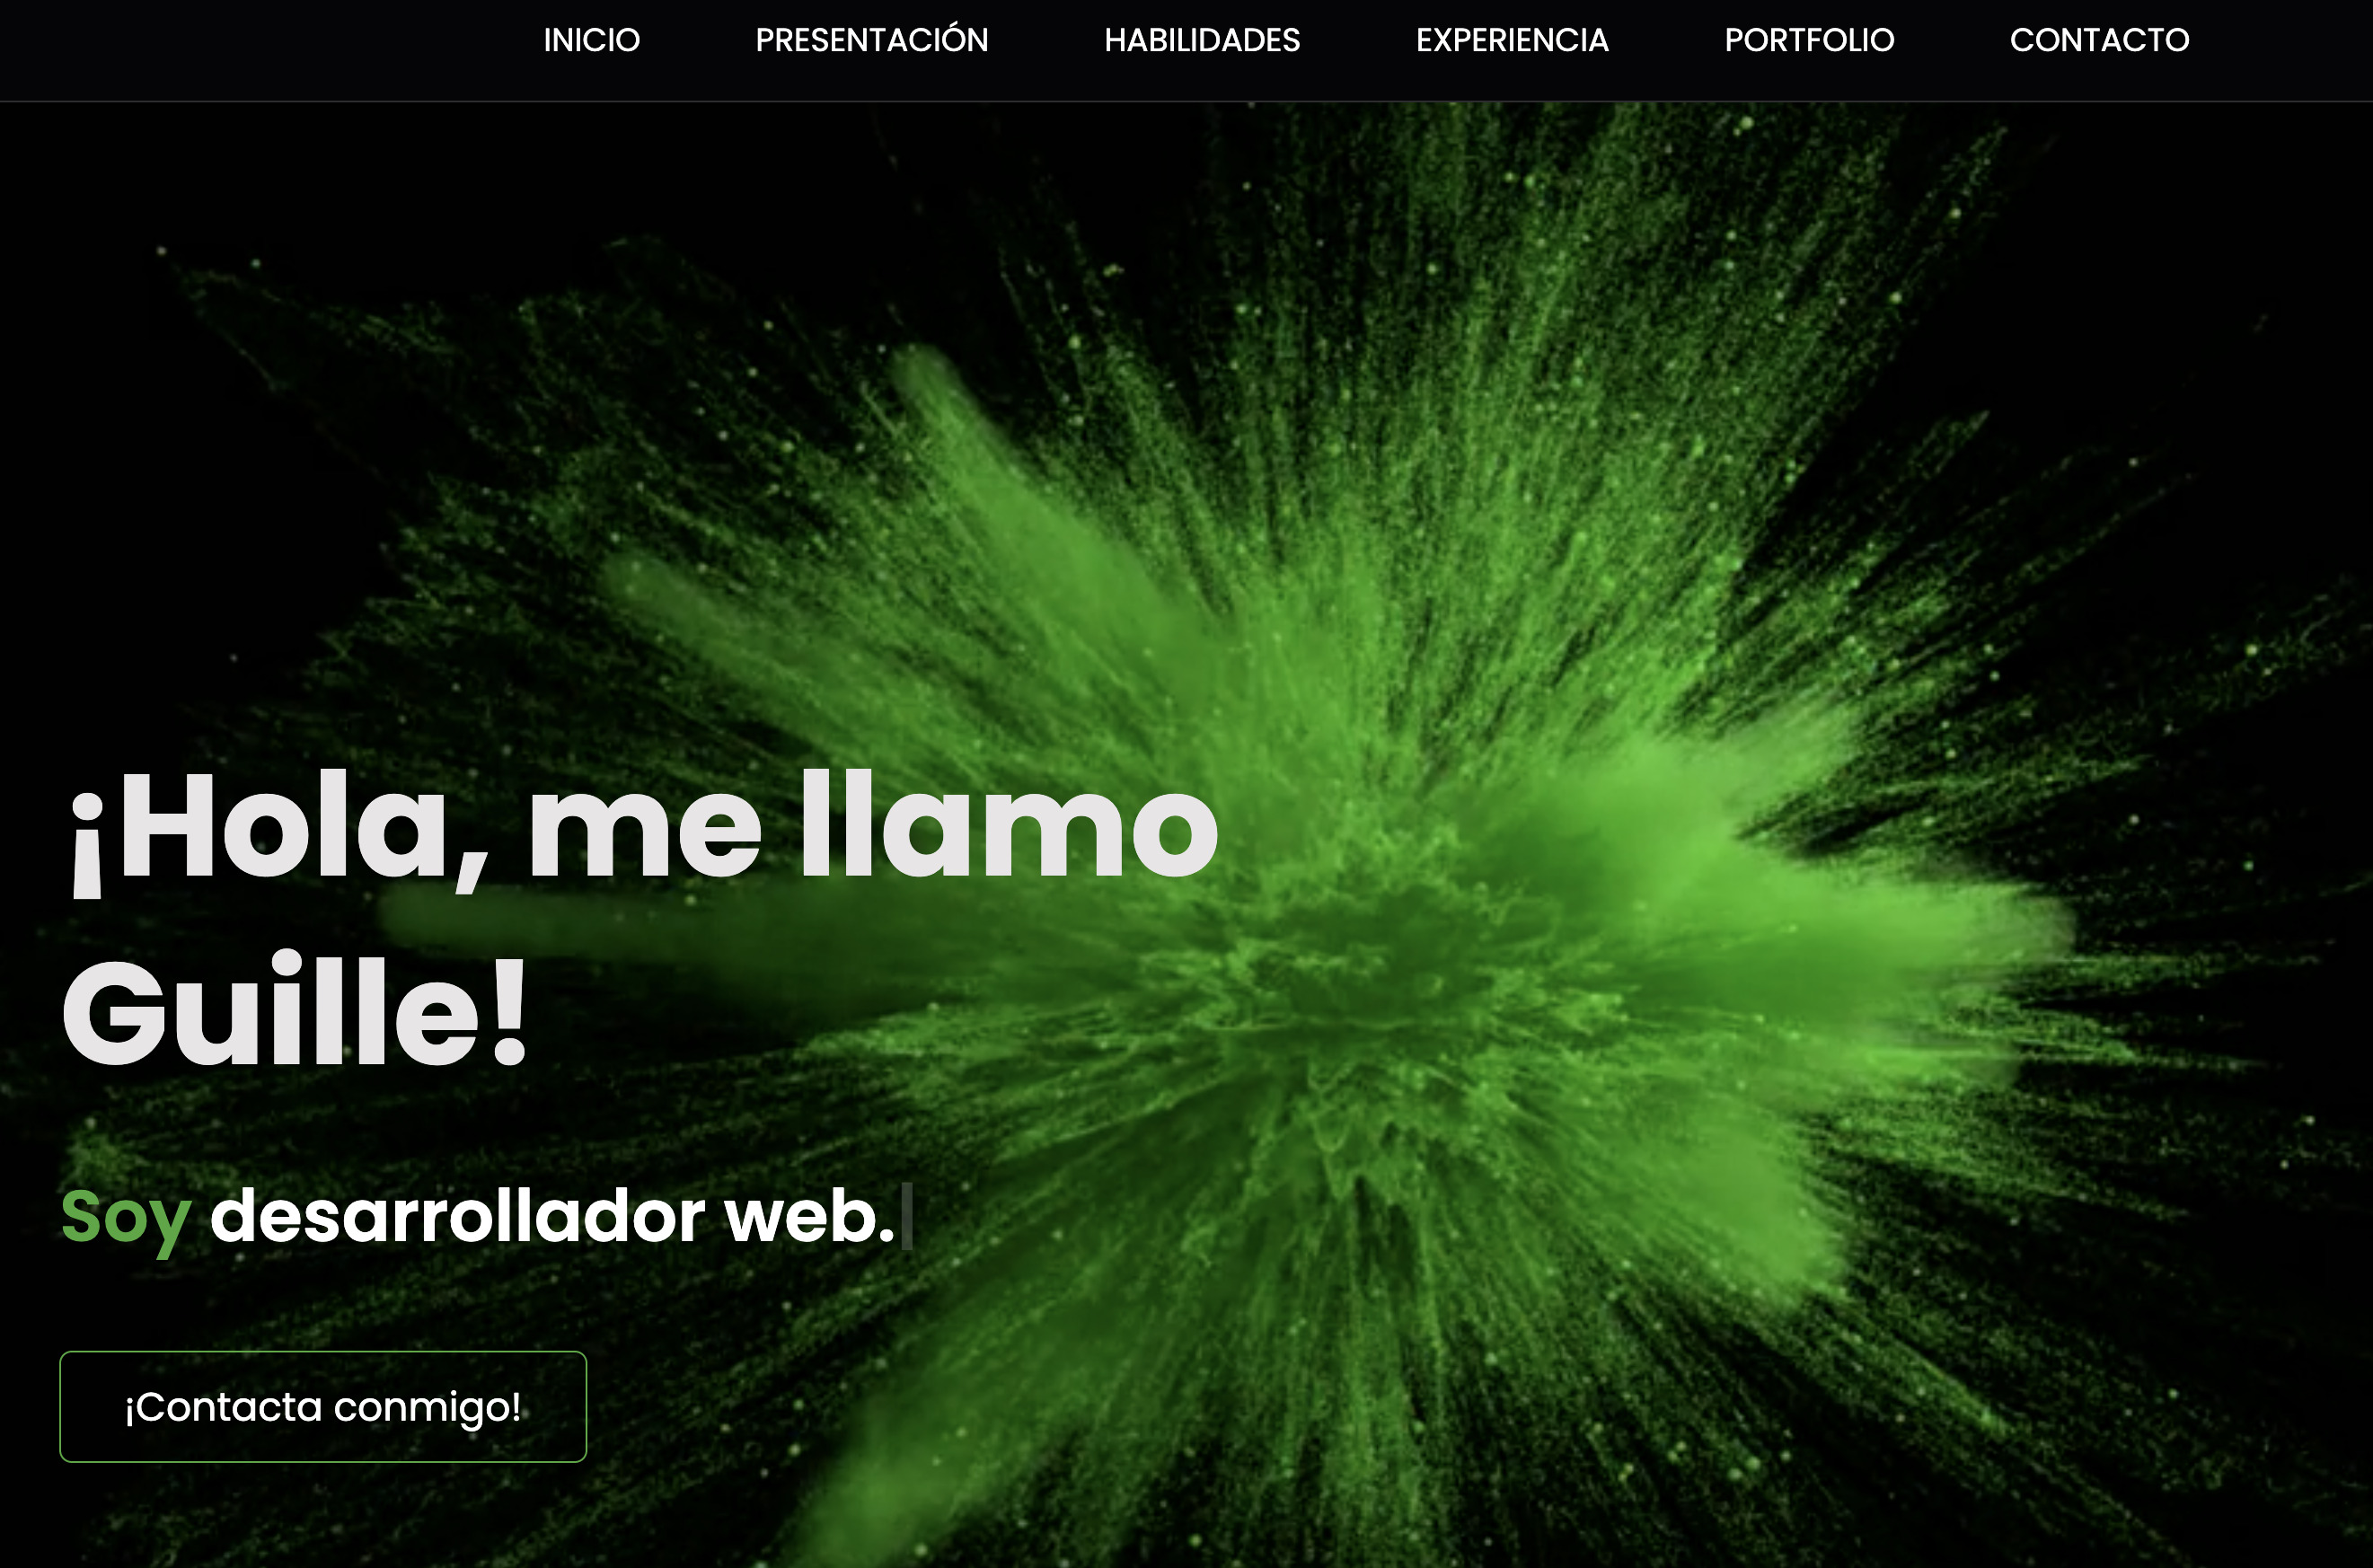 INICIO PRESENTACIÓN HABILIDADES EXPERIENCIA PORTFOLIO CONTACTO
¡Hola, me llamo
Guille!
Soy desarrollador web.
¡Contacta conmigo!